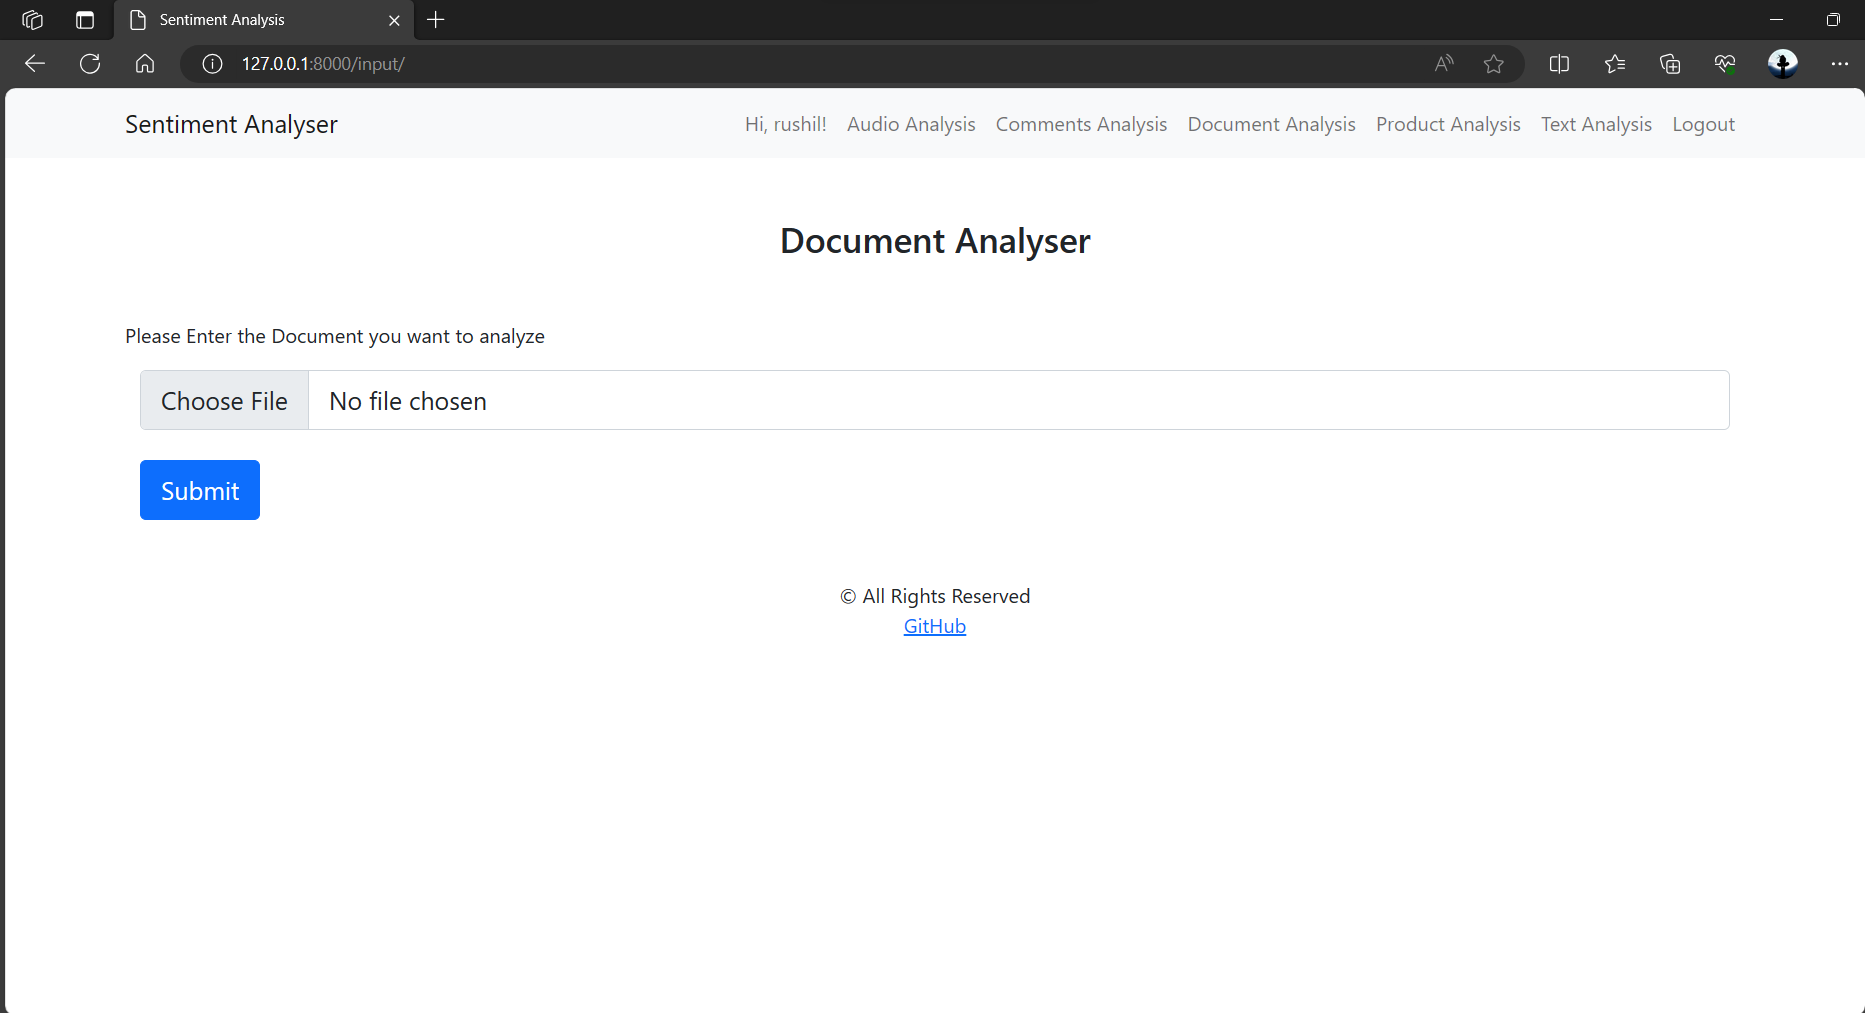 Sentiment Analysis
127.0.0.1:8000/input/
Sentiment Analyser
Hi, rushil! Audio Analysis Comments Analysis Document Analysis Product Analysis Text Analysis Logout
Document Analyser
Please Enter the Document you want to analyze
Choose File No file chosen
Submit
© All Rights Reserved
GitHub